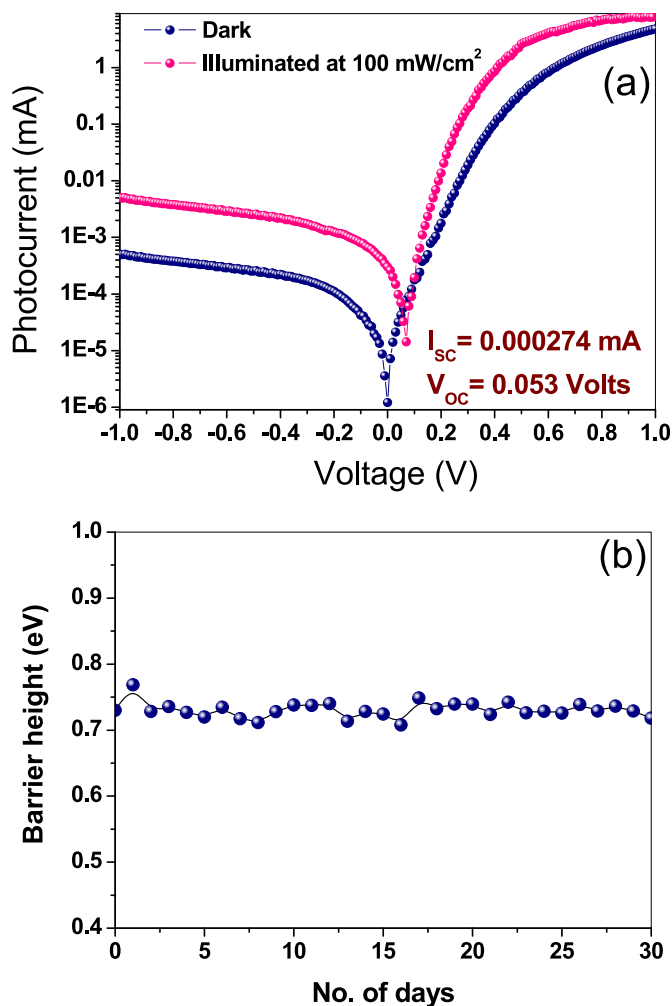 Dark
Illuminated at 100 mW/cm²
(a)
1
0.1
0.01
1E-3
1E-4
1E-5
1E-6
Photocurrent (mA)
I_SC= 0.000274 mA
V_OC= 0.053 Volts
-1.0 -0.8 -0.6 -0.4 -0.2 0.0 0.2 0.4 0.6 0.8 1.0
Voltage (V)
(b)
1.0
0.9
0.8
0.7
0.6
0.5
0.4
Barrier height (eV)
0 5 10 15 20 25 30
No. of days